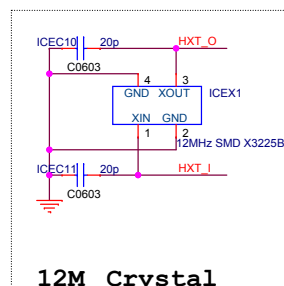 ICEC10 20p HXT_O
C0603
4 3
GND XOUT ICEX1
XIN GND
1 2
12MHz SMD X3225B
ICEC11 20p HXT_I
C0603
12M Crystal